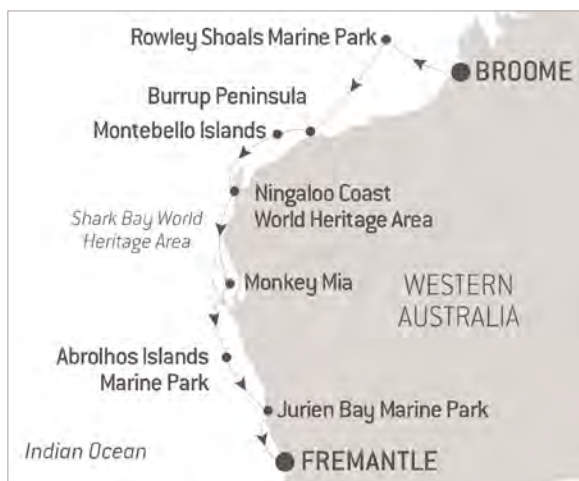 Rowley Shoals Marine Park
BROOME
Burrup Peninsula
Montebello Islands
Ningaloo Coast
World Heritage Area
Shark Bay World
Heritage Area
Monkey Mia
WESTERN
AUSTRALIA
Abrolhos Islands
Marine Park
Jurien Bay Marine Park
Indian Ocean
FREMANTLE